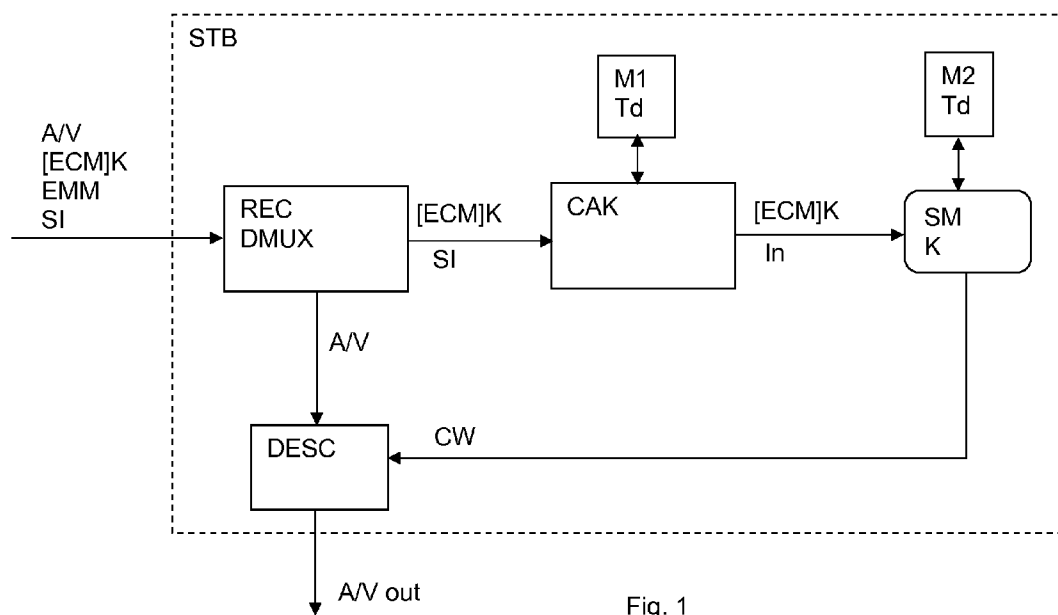 STB
M1
Td
M2
Td
A/V
[ECM]K
EMM
SI
REC
DMUX
[ECM]K
SI
CAK
[ECM]K
In
SM
K
A/V
DESC
CW
A/V out
Fig. 1